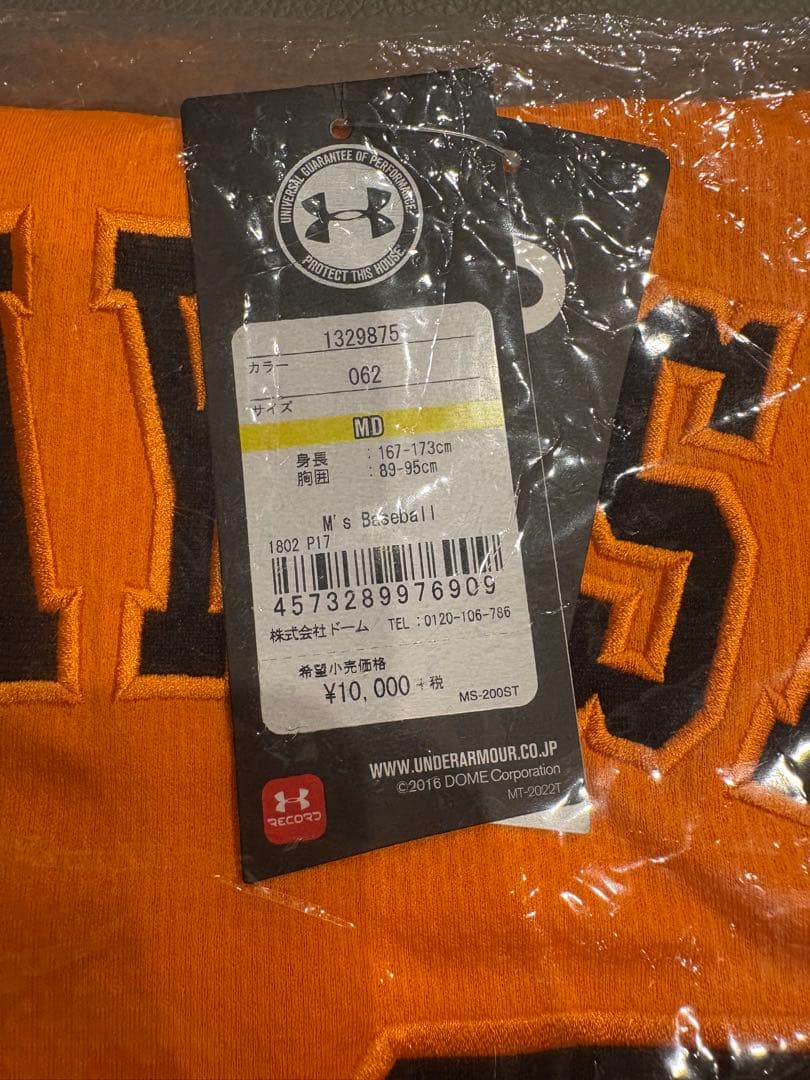 UNIVERSAL GUARANTEE OF PERFORMANCE
PROTECT THIS HOUSE
1329875
カラー
062
サイズ
MD
身長 : 167-173cm
胸囲 : 89-95cm
M's Baseball
1802 P17
4573289976909
株式会社ドーム TEL:0120-106-786
希望小売価格
¥10,000 +税
MS-200ST
WWW.UNDERARMOUR.CO.JP
©2016 DOME Corporation
MT-2022T
RECORD